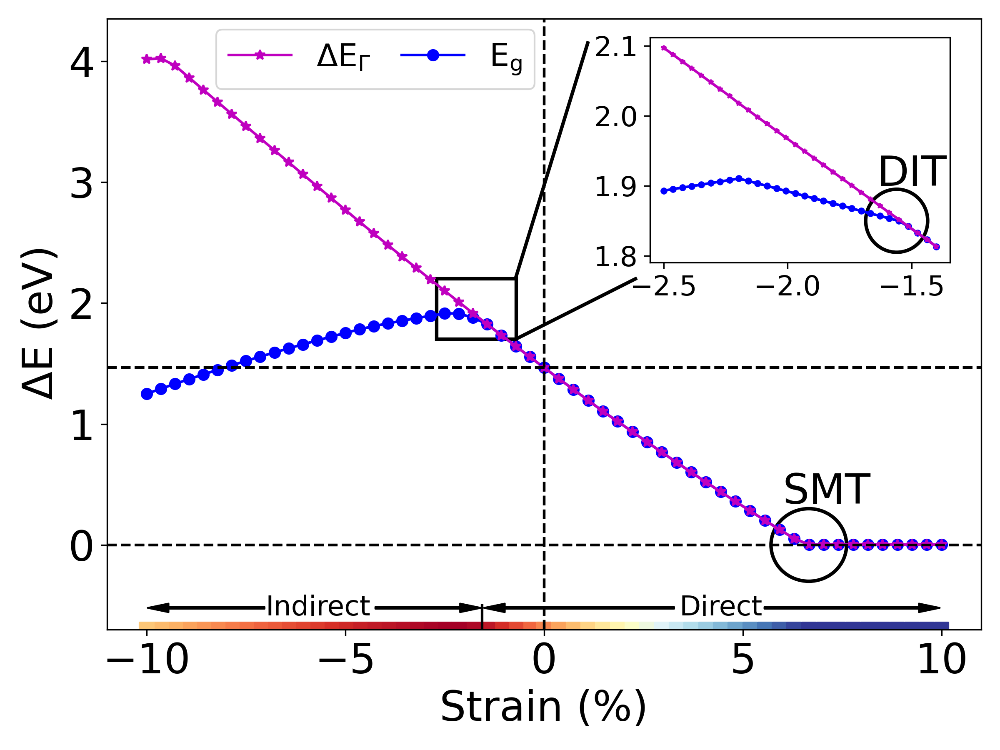 ΔE_Γ
E_g
4
3
2
1
0
ΔE (eV)
2.1
2.0
1.9
1.8
−2.5
−2.0
−1.5
DIT
SMT
Indirect
Direct
−10
−5
0
5
10
Strain (%)